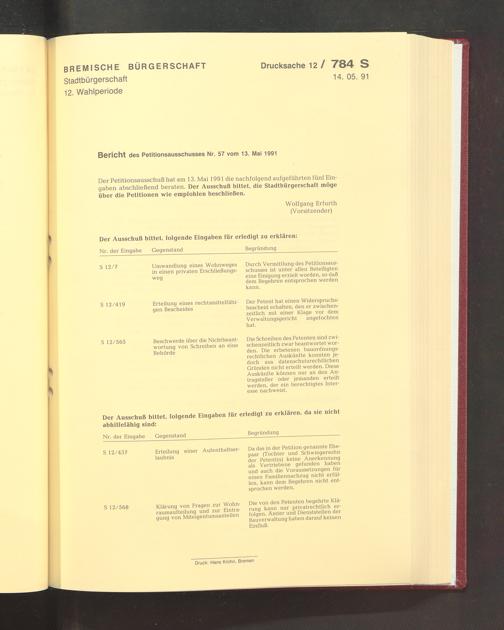 BREMISCHE BÜRGERSCHAFT
Stadtbürgerschaft
12. Wahlperiode
Drucksache 12 / 784 S
14. 05. 91
Bericht des Petitionsausschusses Nr. 57 vom 13. Mai 1991
Der Petitionsausschuß hat am 13. Mai 1991 die nachfolgend aufgeführten fünf Ein-
gaben abschließend beraten. Der Ausschuß bittet, die Stadtbürgerschaft möge
über die Petitionen wie empfohlen beschließen.
Wolfgang Erfurth
(Vorsitzender)
Der Ausschuß bittet, folgende Eingaben für erledigt zu erklären:
Nr. der Eingabe Gegenstand Begründung
S 12/7
Umwandlung eines Wohnweges
in einen privaten Erschließungs-
weg
Durch Vermittlung des Petitionsaus-
schusses ist unter allen Beteiligten
eine Einigung erzielt worden, so daß
dem Begehren entsprochen werden
kann.
S 12/419
Erteilung eines rechtsmittelfähi-
gen Bescheides
Der Petent hat einen Widerspruchs-
bescheid erhalten, den er zwischen-
zeitlich mit einer Klage vor dem
Verwaltungsgericht angefochten
hat.
S 12/565
Beschwerde über die Nichtbeant-
wortung von Schreiben an eine
Behörde
Die Schreiben des Petenten sind zwi-
schenzeitlich zwar beantwortet wor-
den. Die erbetenen bauordnungs-
rechtlichen Auskünfte konnten je-
doch aus datenschutzrechtlichen
Gründen nicht erteilt werden. Diese
Auskünfte können nur an den An-
tragsteller oder jemanden erteilt
werden, der ein berechtigtes Inter-
esse nachweist.
Der Ausschuß bittet, folgende Eingaben für erledigt zu erklären, da sie nicht
abhilfefähig sind:
Nr. der Eingabe Gegenstand Begründung
S 12/437
Erteilung einer Aufenthaltser-
laubnis
Da die in der Petition genannte Ehe-
paar (Tochter und Schwiegersohn
der Petentin) keine Anerkennung
als Vertriebene gefunden haben
und auch die Voraussetzungen für
einen Familiennachzug nicht erfül-
len, kann dem Begehren nicht ent-
sprochen werden.
S 12/568
Klärung von Fragen zur Wohn-
raumaufteilung und zur Eintra-
gung von Miteigentumsanteilen
Die von den Petenten begehrte Klä-
rung kann nur privatrechtlich er-
folgen. Ämter und Dienststellen der
Bauverwaltung haben darauf keinen
Einfluß.
Druck: Hans Krohn, Bremen